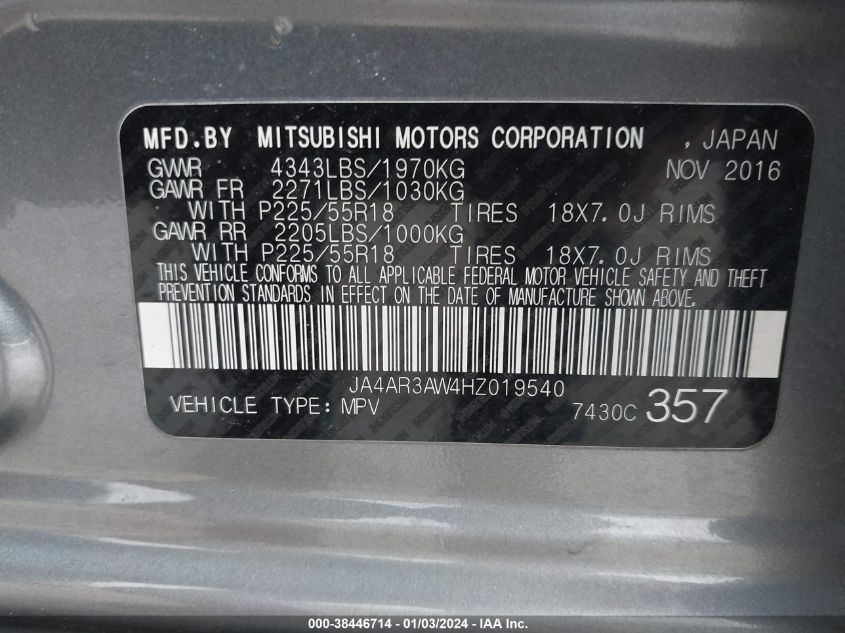 MFD.BY MITSUBISHI MOTORS CORPORATION , JAPAN
GVWR 4343LBS/1970KG NOV 2016
GAWR FR 2271LBS/1030KG
WITH P225/55R18 TIRES 18X7.0J RIMS
GAWR RR 2205LBS/1000KG
WITH P225/55R18 TIRES 18X7.0J RIMS
THIS VEHICLE CONFORMS TO ALL APPLICABLE FEDERAL MOTOR VEHICLE SAFETY AND THEFT
PREVENTION STANDARDS IN EFFECT ON THE DATE OF MANUFACTURE SHOWN ABOVE.
JA4AR3AW4HZ019540
VEHICLE TYPE: MPV 7430C 357
000-38446714 - 01/03/2024 - IAA Inc.